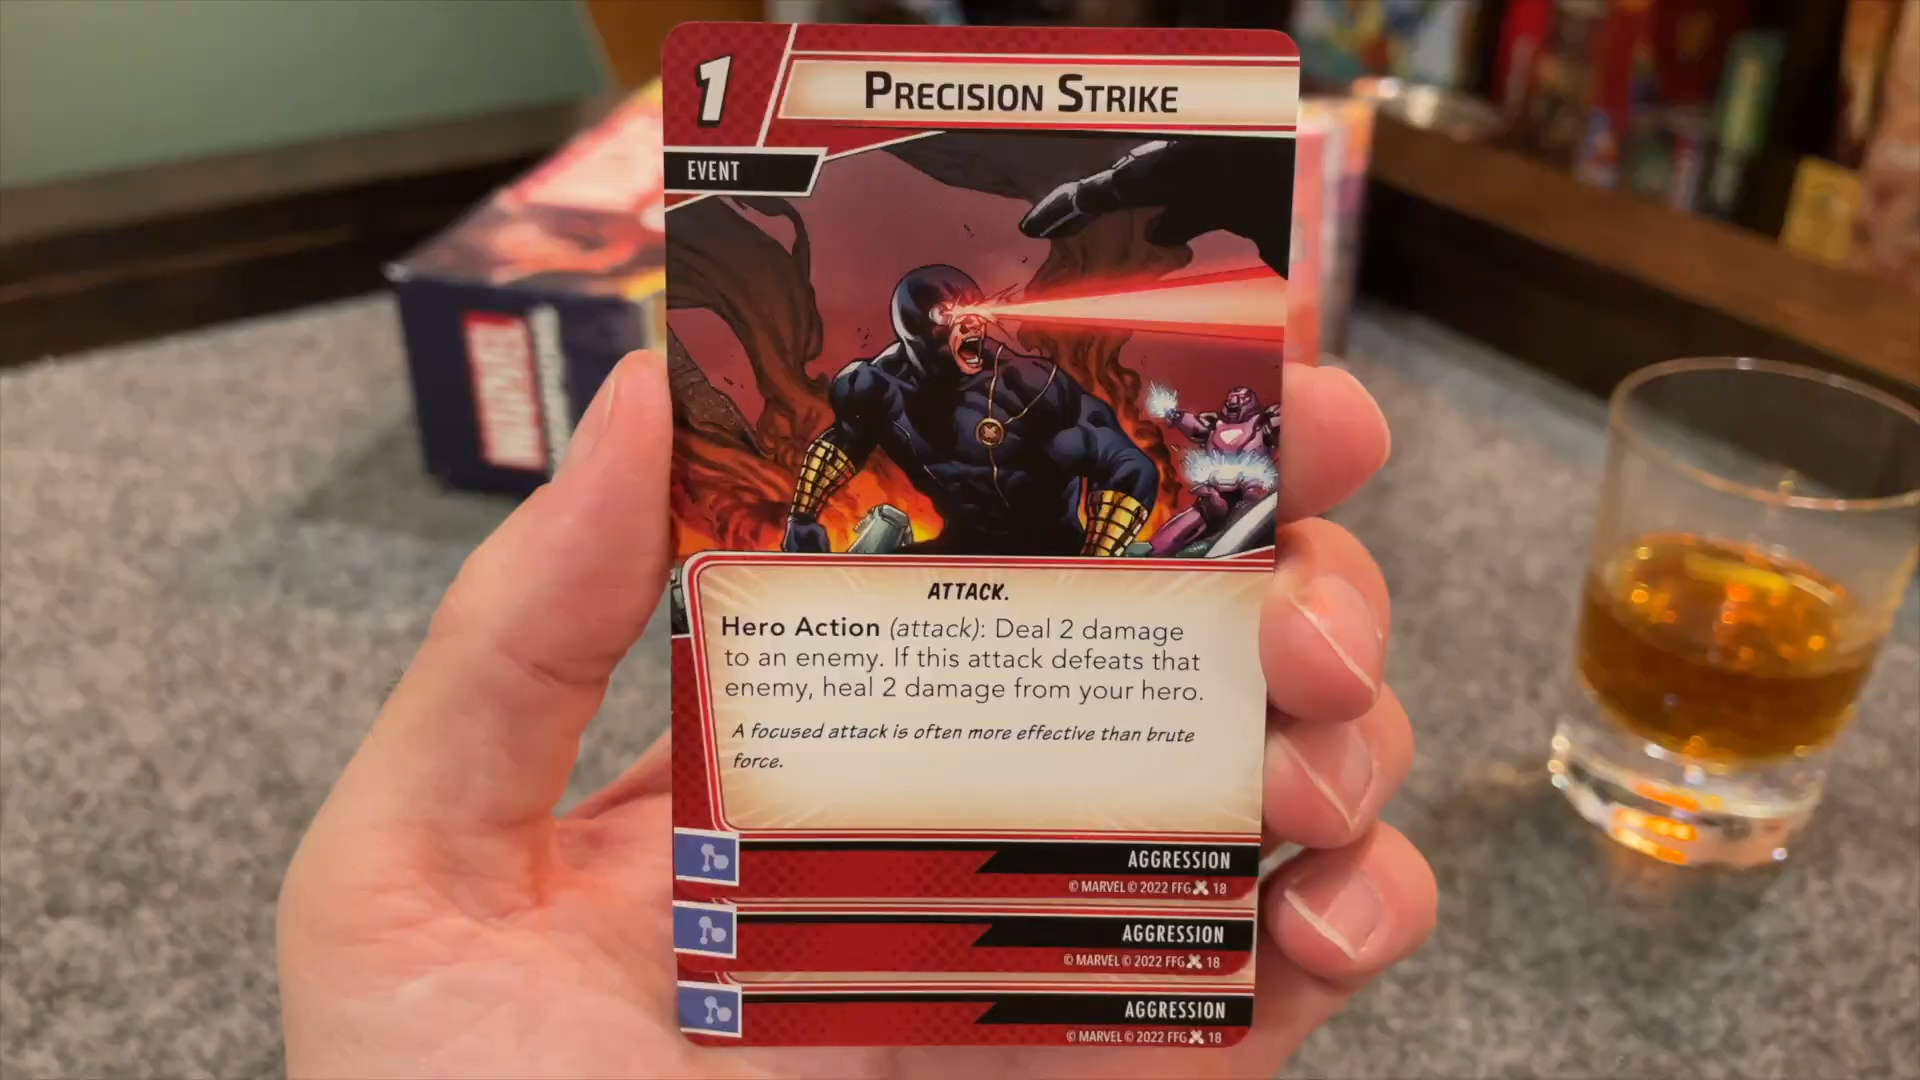 1
PRECISION STRIKE
EVENT
MARVEL
ATTACK.
Hero Action (attack): Deal 2 damage
to an enemy. If this attack defeats that
enemy, heal 2 damage from your hero.
A focused attack is often more effective than brute
force.
AGGRESSION
© MARVEL © 2022 FFG 18
AGGRESSION
© MARVEL © 2022 FFG 18
AGGRESSION
© MARVEL © 2022 FFG 18